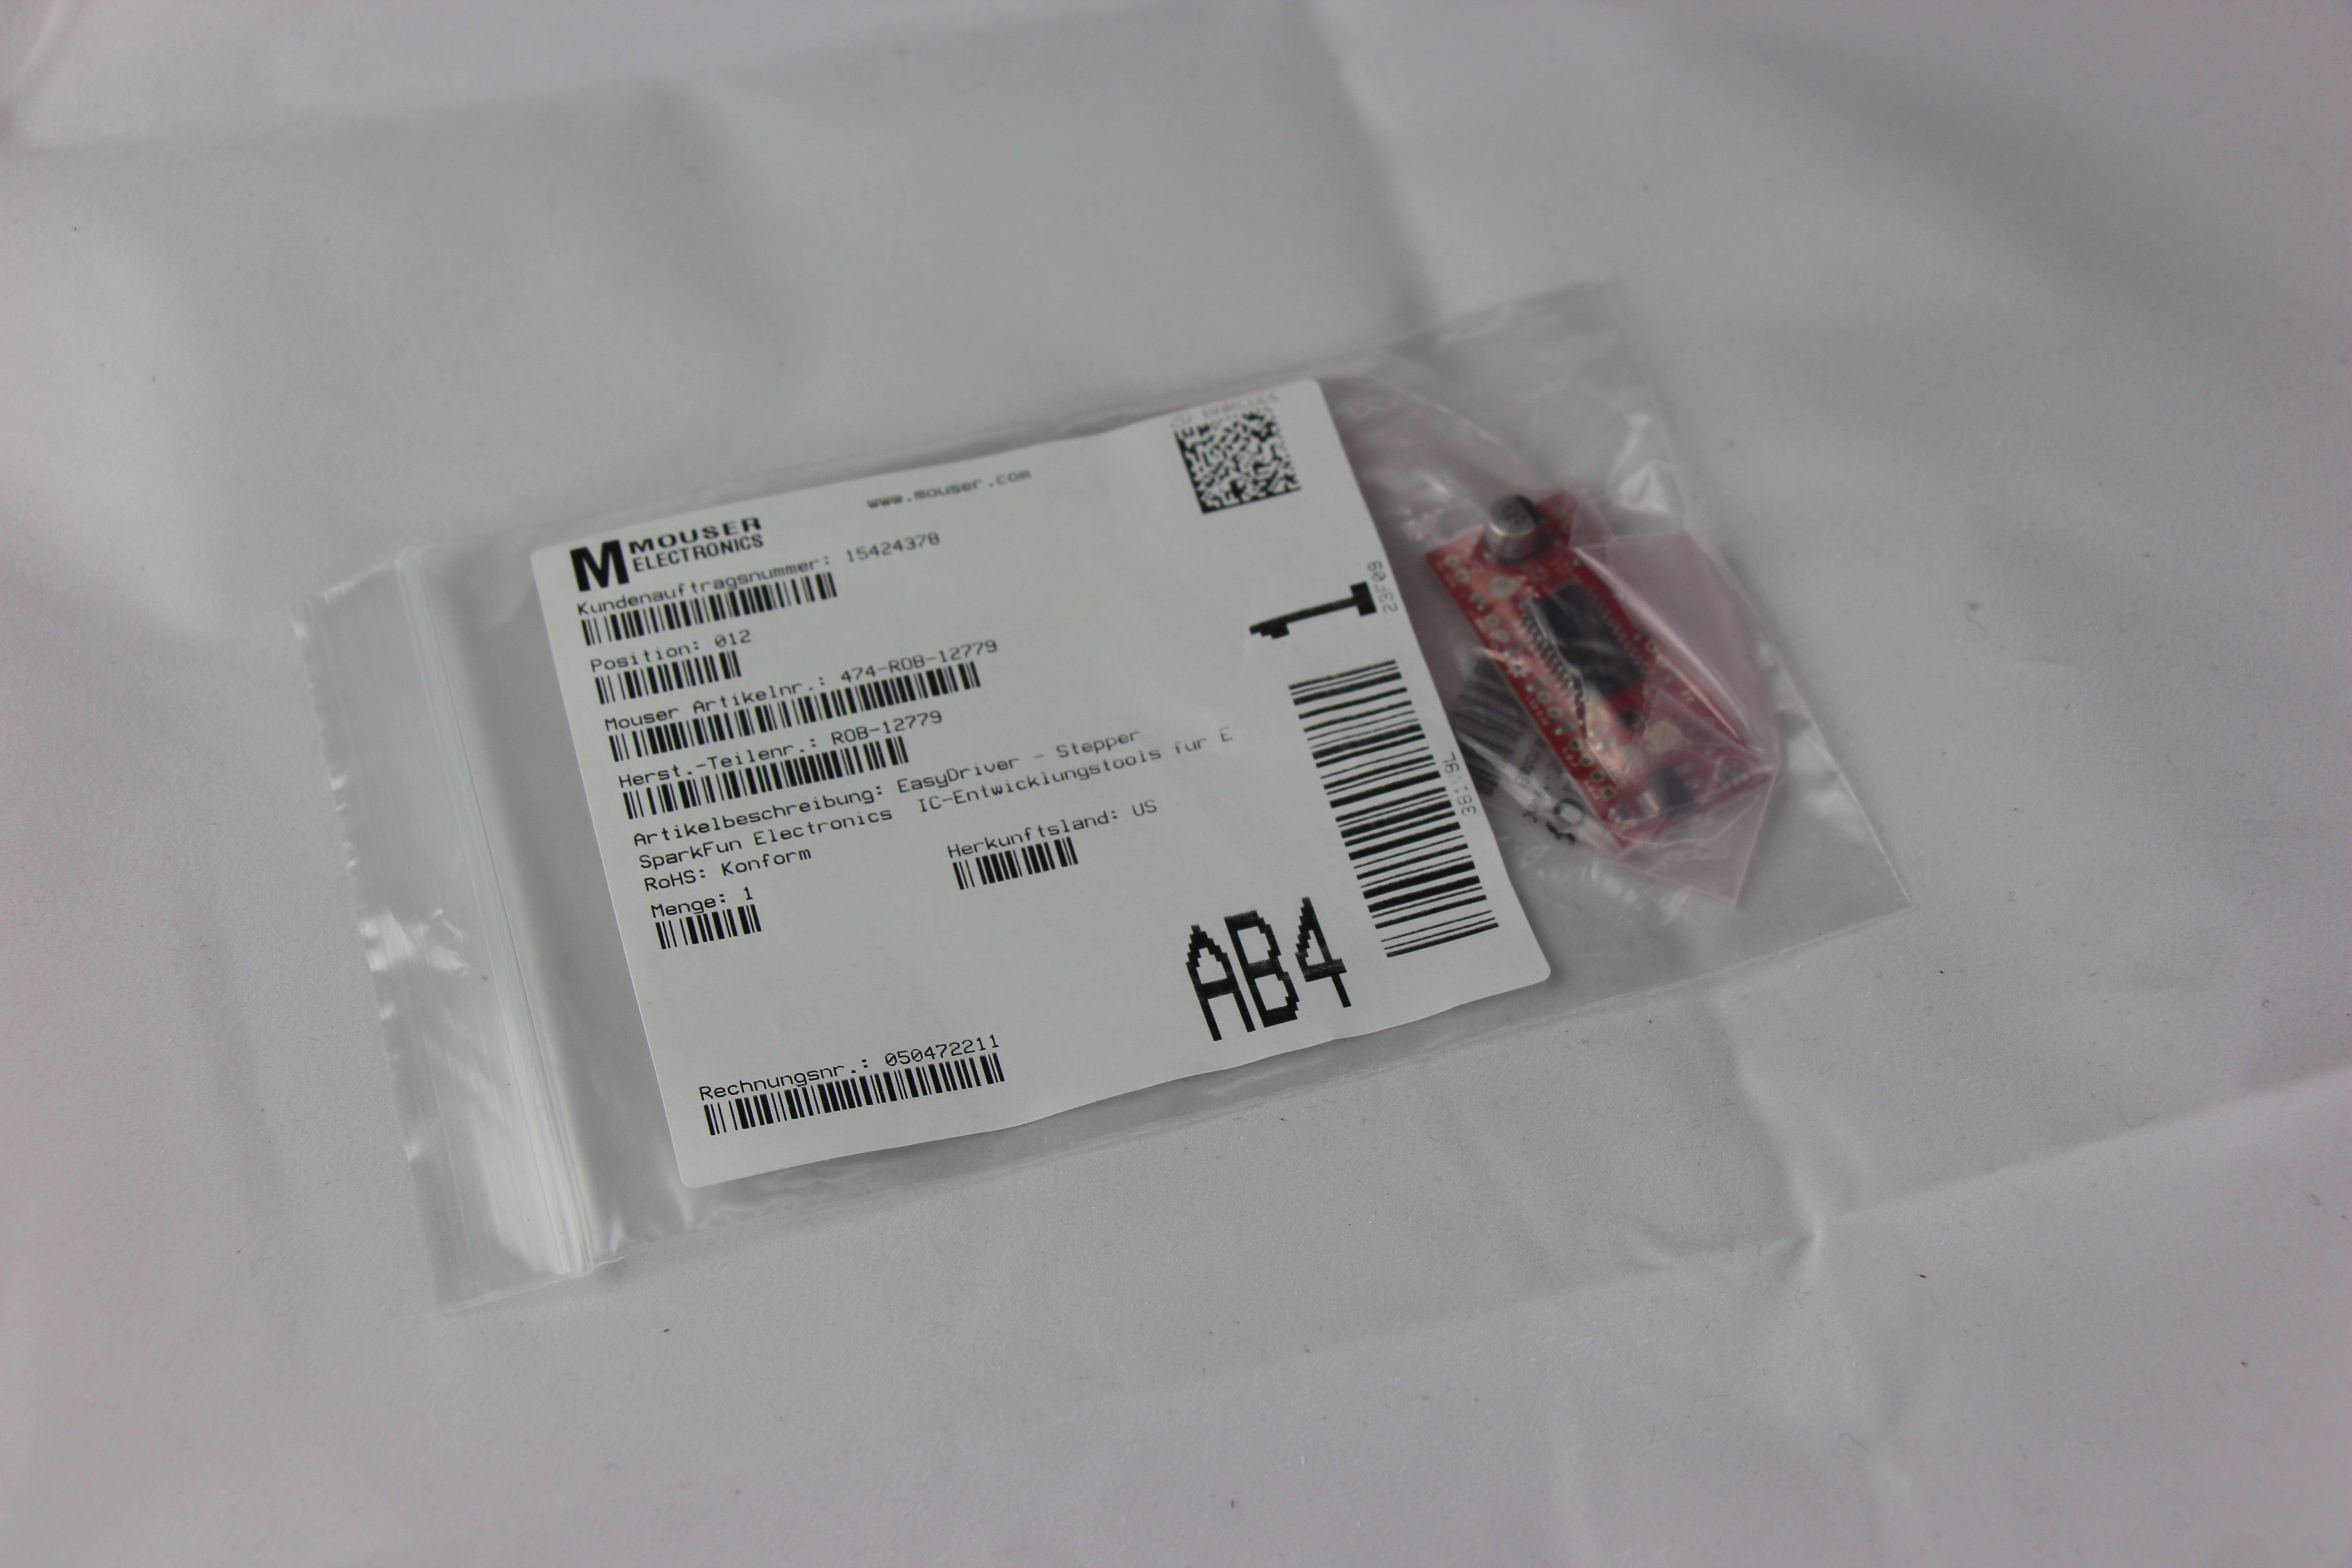 www.mouser.com
MOUSER
ELECTRONICS
Kundenauftragsnummer: 15424378
Position: 012
Mouser Artikelnr.: 474-ROB-12779
Herst.-Teilenr.: ROB-12779
Artikelbeschreibung: EasyDriver - Stepper
SparkFun Electronics IC-Entwicklungstools für E
RoHS: Konform
Herkunftsland: US
Menge: 1
Rechnungsnr.: 050472211
AB4
1